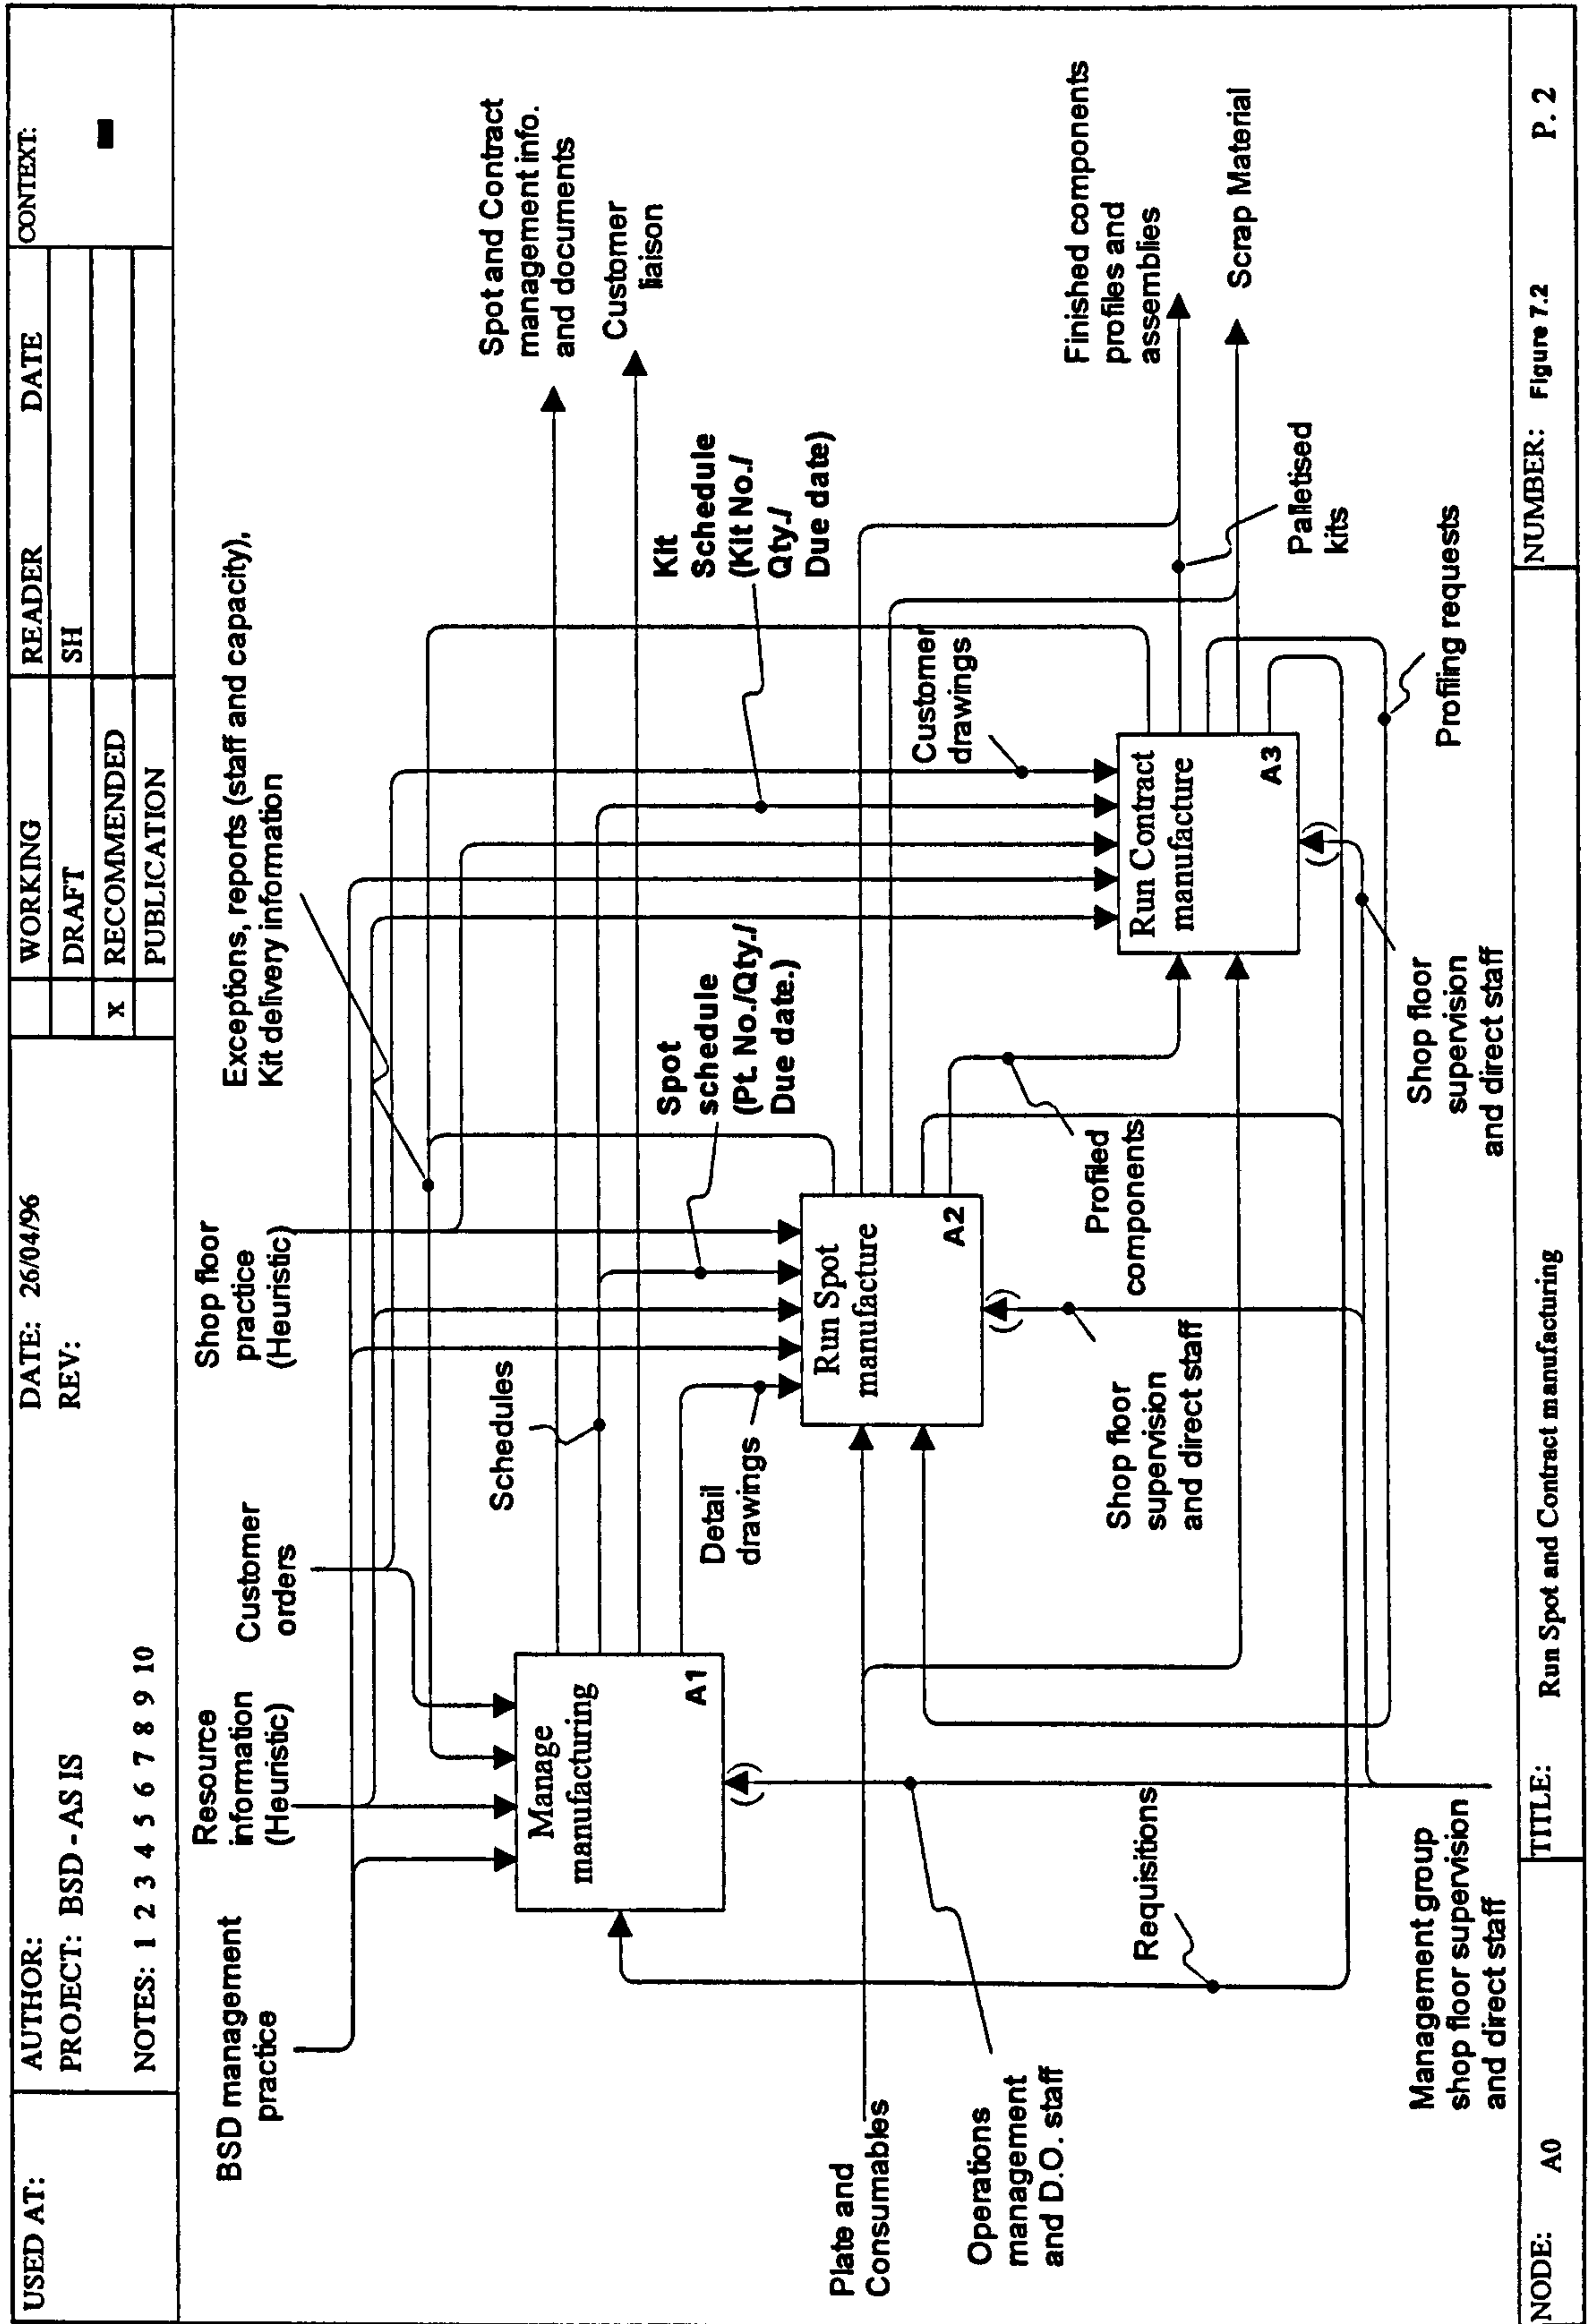 USED AT:
AUTHOR:
PROJECT: BSD - AS IS
NOTES: 1 2 3 4 5 6 7 8 9 10
DATE: 26/04/96
REV:
WORKING
DRAFT
x RECOMMENDED
PUBLICATION
READER DATE
SH
CONTEXT:
BSD management
practice
Resource
information
(Heuristic)
Customer
orders
Shop floor
practice
(Heuristic)
Exceptions, reports (staff and capacity),
Kit delivery information
Spot and Contract
management info.
and documents
Customer
liaison
Schedules
Manage
manufacturing
A1
Detail
drawings
Spot
schedule
(Pt. No./Qty./
Due date.)
Kit
Schedule
(Kit No./
Qty./
Due date)
Customer
drawings
Run Spot
manufacture
A2
Run Contract
manufacture
A3
Finished components
profiles and
assemblies
Scrap Material
Palletised
kits
Profiling requests
Profiled
components
Shop floor
supervision
and direct staff
Shop floor
supervision
and direct staff
Plate and
Consumables
Operations
management
and D.O. staff
Requisitions
Management group
shop floor supervision
and direct staff
NODE: A0
TITLE: Run Spot and Contract manufacturing
NUMBER: Figure 7.2
P. 2